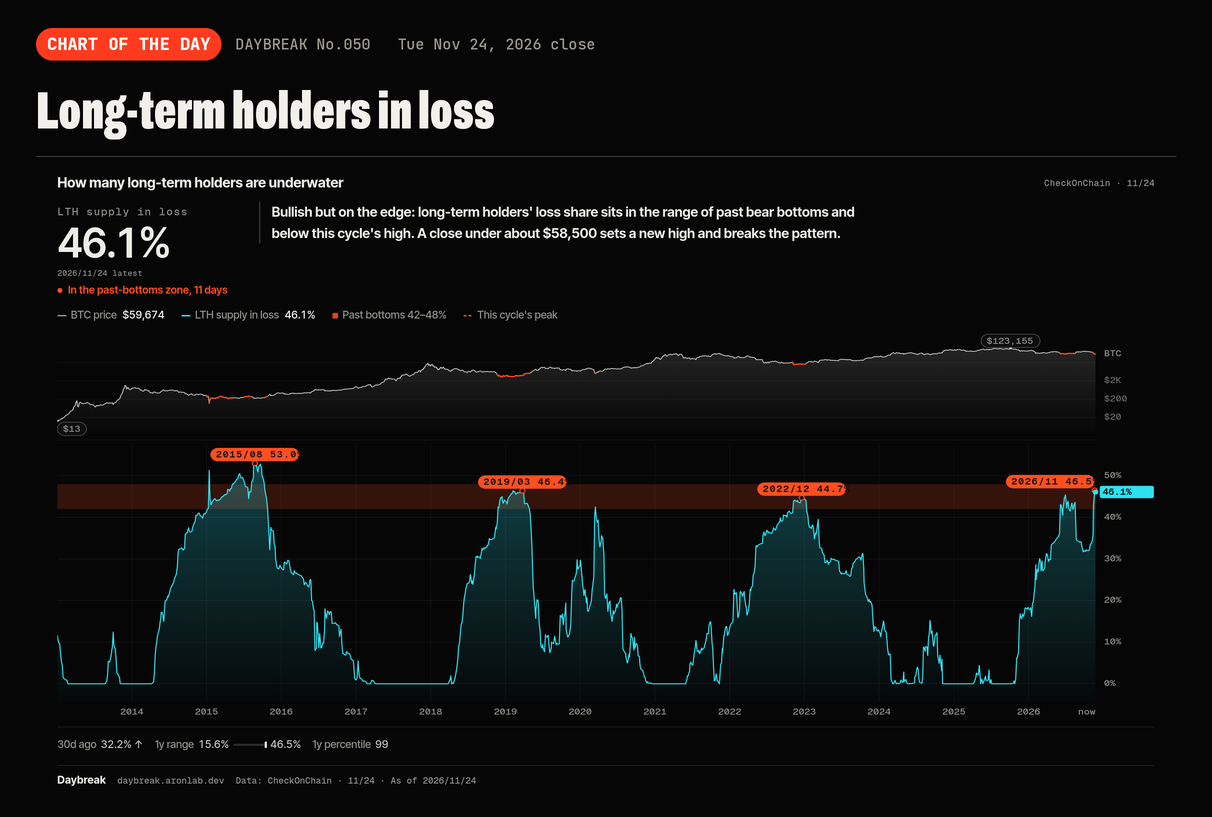 CHART OF THE DAY DAYBREAK No.050 Tue Nov 24, 2026 close
Long-term holders in loss
How many long-term holders are underwater
CheckOnChain · 11/24
LTH supply in loss
46.1%
2026/11/24 latest
In the past-bottoms zone, 11 days
Bullish but on the edge: long-term holders' loss share sits in the range of past bear bottoms and
below this cycle's high. A close under about $58,500 sets a new high and breaks the pattern.
BTC price $59,674 LTH supply in loss 46.1% Past bottoms 42–48% This cycle's peak
$123,155
BTC
$2K
$200
$20
$13
2015/08 53.0
2019/03 46.4
2022/12 44.7
2026/11 46.5
50%
46.1%
40%
30%
20%
10%
0%
2014 2015 2016 2017 2018 2019 2020 2021 2022 2023 2024 2025 2026 now
30d ago 32.2% ↑ 1y range 15.6% 46.5% 1y percentile 99
Daybreak daybreak.aronlab.dev Data: CheckOnChain · 11/24 · As of 2026/11/24